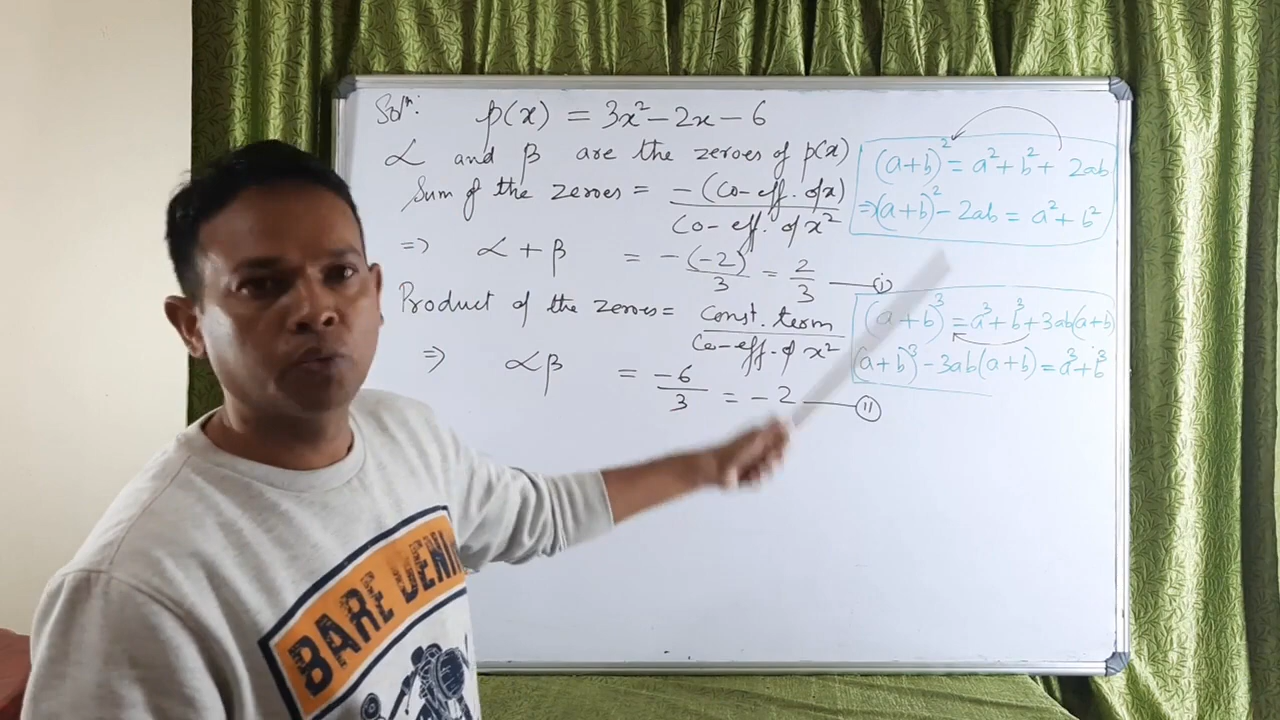 Solⁿ: p(x) = 3x² - 2x - 6
α and β are the zeroes of p(x)
Sum of the zeroes = -(Co-eff. of x) / Co-eff. of x²
⇒ α + β = -(-2)/3 = 2/3 — (i)
Product of the zeroes = const. term / Co-eff. of x²
⇒ αβ = -6/3 = -2 — (ii)
(a+b)² = a² + b² + 2ab
⇒ (a+b)² - 2ab = a² + b²
(a+b)³ = a³ + b³ + 3ab(a+b)
(a+b)³ - 3ab(a+b) = a³ + b³
BARE DENIM